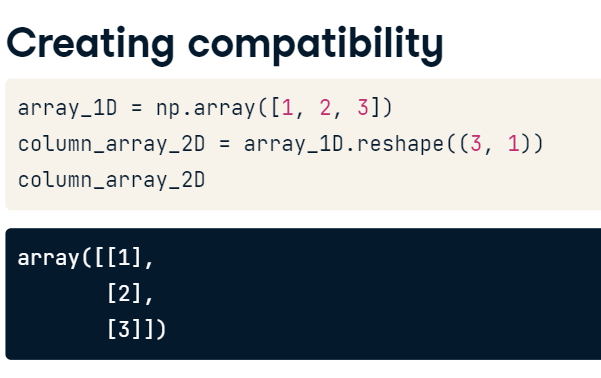 Creating compatibility
array_1D = np.array([1, 2, 3])
column_array_2D = array_1D.reshape((3, 1))
column_array_2D
array([[1],
       [2],
       [3]])